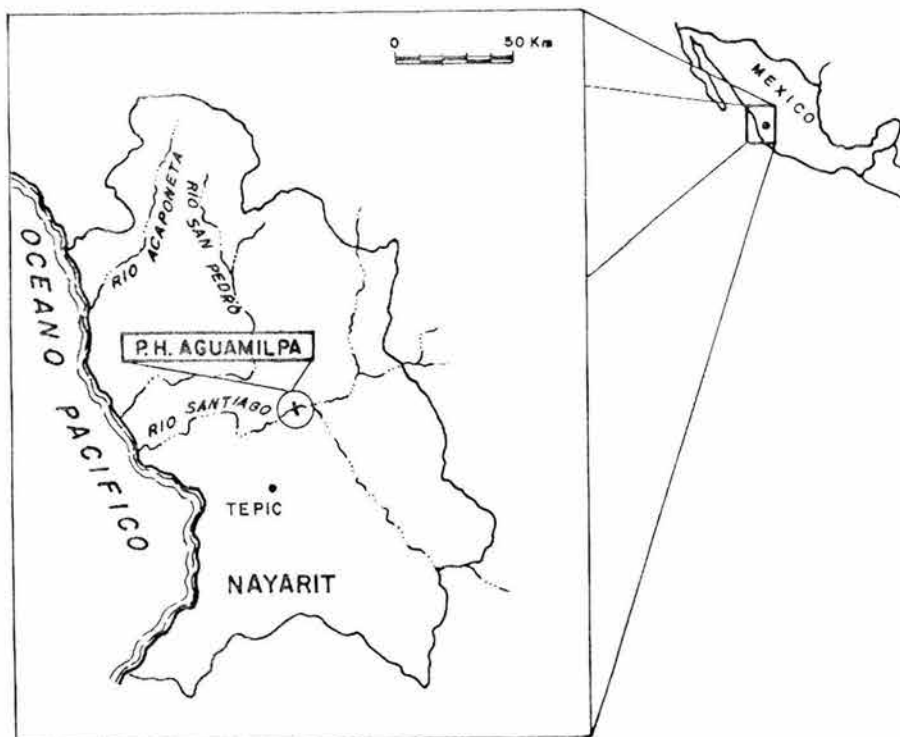 0 50 Km
MEXICO
RIO ACAPONETA
RIO SAN PEDRO
OCEANO PACIFICO
P.H. AGUAMILPA
RIO SANTIAGO
TEPIC
NAYARIT